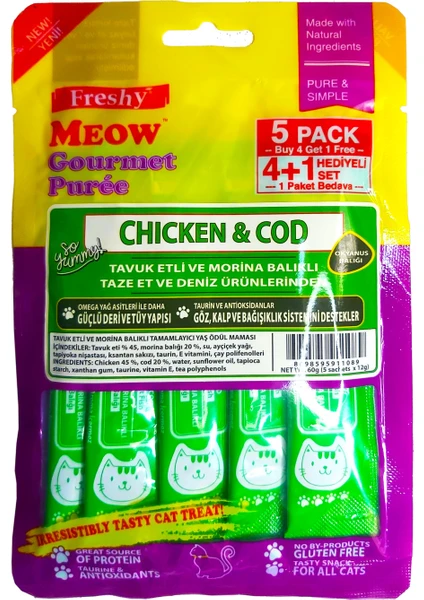 NEW!
YENİ!
Made with
Natural
Ingredients
PURE &
SIMPLE
Freshy
MEOW™
Gourmet
Purée
5 PACK
Buy 4 Get 1 Free
4+1 HEDİYELİ
SET
1 Paket Bedava
So
yummy!
CHICKEN & COD
OKYANUS
BALIĞI
TAVUK ETLİ VE MORİNA BALIKLI
TAZE ET VE DENİZ ÜRÜNLERİNDEN
OMEGA YAĞ ASİTLERİ İLE DAHA
GÜÇLÜ DERİ VE TÜY YAPISI
TAURİN VE ANTİOKSİDANLAR
GÖZ, KALP VE BAĞIŞIKLIK SİSTEMİNİ DESTEKLER
TAVUK ETLİ VE MORİNA BALIKLI TAMAMLAYICI YAŞ ÖDÜL MAMASI
İÇİNDEKİLER: Tavuk eti % 45, morina balığı 20 %, su, ayçiçek yağı,
tapiyoka nişastası, ksantan sakızı, taurin, E vitamini, çay polifenolleri
INGREDIENTS: Chicken 45 %, cod 20 %, water, sunflower oil, tapioca
starch, xanthan gum, taurine, vitamin E, tea polyphenols
8 98595 911089
60g (5 sachets x 12g)
IRRESISTIBLY TASTY CAT TREAT!
GREAT SOURCE
OF PROTEIN
TAURINE &
ANTIOXIDANTS
NO BY-PRODUCTS
GLUTEN FREE
TASTY SNACK
FOR ALL CATS